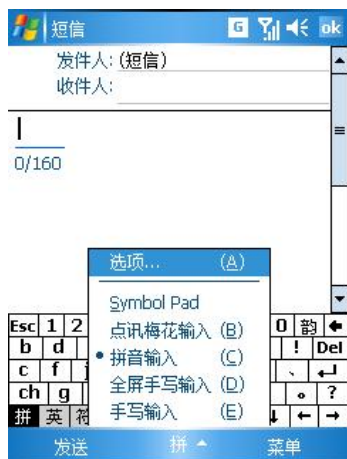 短信 G ok
发件人: (短信)
收件人:
0/160
选项... (A)
Symbol Pad
点讯梅花输入 (B)
拼音输入 (C)
全屏手写输入 (D)
手写输入 (E)
Esc 1 2 0 韵
b d ! Del
c f 、
ch g 。 ?
拼 英 符
发送 拼 菜单